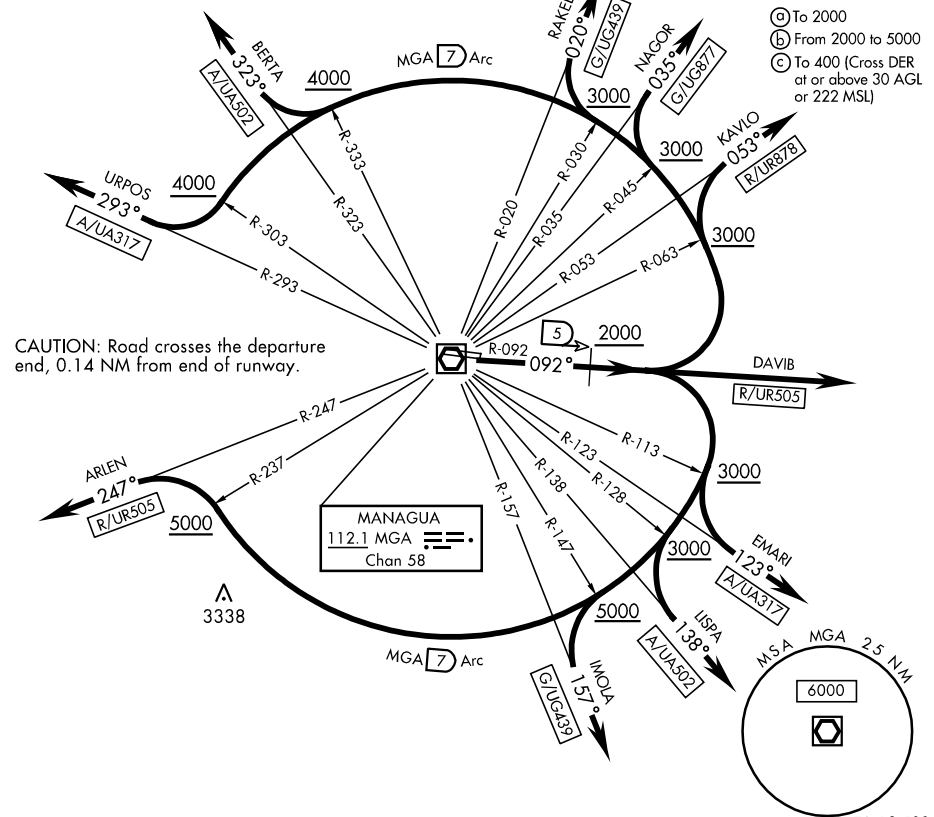 RAKEL
020°
G/UG439
ⓐ To 2000
ⓑ From 2000 to 5000
ⓒ To 400 (Cross DER
at or above 30 AGL
or 222 MSL)
BERTA
323°
A/UA502
4000
MGA 7 Arc
3000
NAGOR
035°
G/UG877
KAVLO
053°
R/UR878
3000
3000
URPOS
293°
A/UA317
4000
R-333
R-323
R-303
R-293
R-020
R-030
R-035
R-045
R-053
R-063
CAUTION: Road crosses the departure
end, 0.14 NM from end of runway.
5
2000
R-092
092°
DAVIB
R/UR505
R-247
R-237
ARLEN
247°
R/UR505
5000
R-113
R-123
R-128
R-138
R-147
R-157
MANAGUA
112.1 MGA
Chan 58
3338
MGA 7 Arc
3000
EMARI
123°
A/UA317
3000
IJSPA
138°
A/UA502
5000
IMOLA
157°
G/UG439
MSA MGA 25 NM
6000